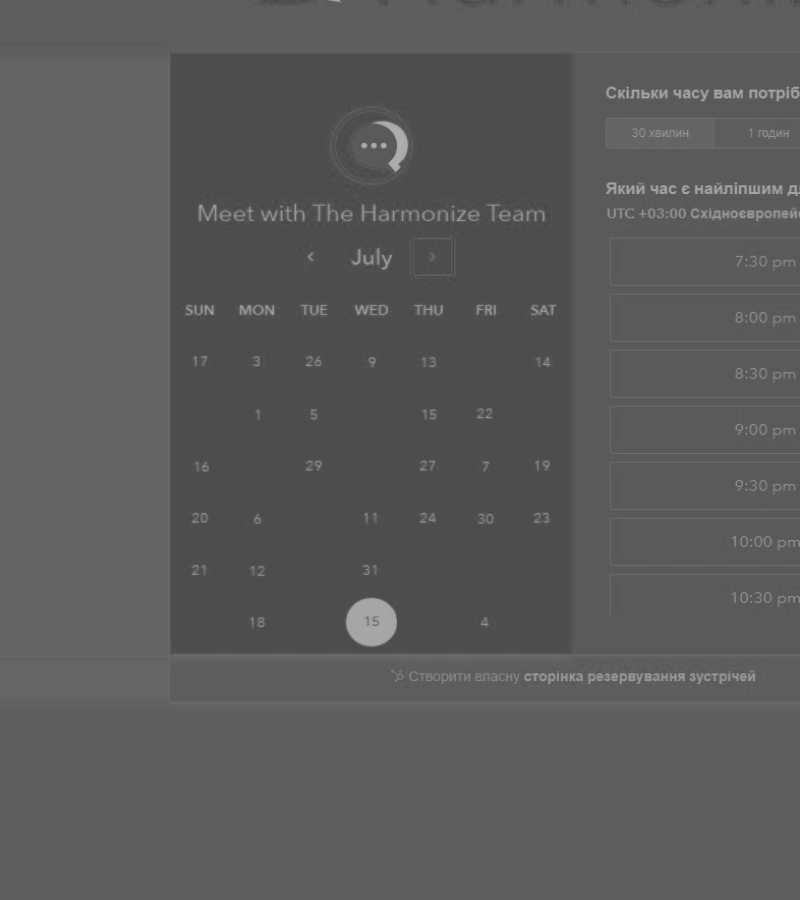 Meet with The Harmonize Team
July
SUN MON TUE WED THU FRI SAT
17 3 26 9 13 14
1 5 15 22
16 29 27 7 19
20 6 11 24 30 23
21 12 31
18 15 4
Скільки часу вам потріб
30 хвилин 1 годин
Який час є найліпшим д
UTC +03:00 Східноєвропейс
7:30 pm
8:00 pm
8:30 pm
9:00 pm
9:30 pm
10:00 pm
10:30 pm
Створити власну сторінка резервування зустрічей